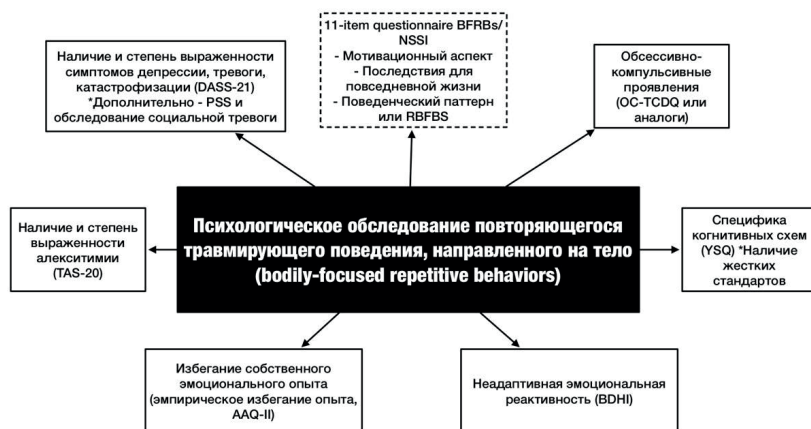 Наличие и степень выраженности
симптомов депрессии, тревоги,
катастрофизации (DASS-21)
*Дополнительно - PSS и
обследование социальной тревоги
11-item questionnaire BFRBs/
NSSI
- Мотивационный аспект
- Последствия для
повседневной жизни
- Поведенческий паттерн
или RBFBS
Обсессивно-
компульсивные
проявления
(OC-TCDQ или
аналоги)
Наличие и степень
выраженности
алекситимии
(TAS-20)
Психологическое обследование повторяющегося
травмирующего поведения, направленного на тело
(bodily-focused repetitive behaviors)
Специфика
когнитивных схем
(YSQ) *Наличие
жестких
стандартов
Избегание собственного
эмоционального опыта
(эмпирическое избегание опыта,
AAQ-II)
Неадаптивная эмоциональная
реактивность (BDHI)